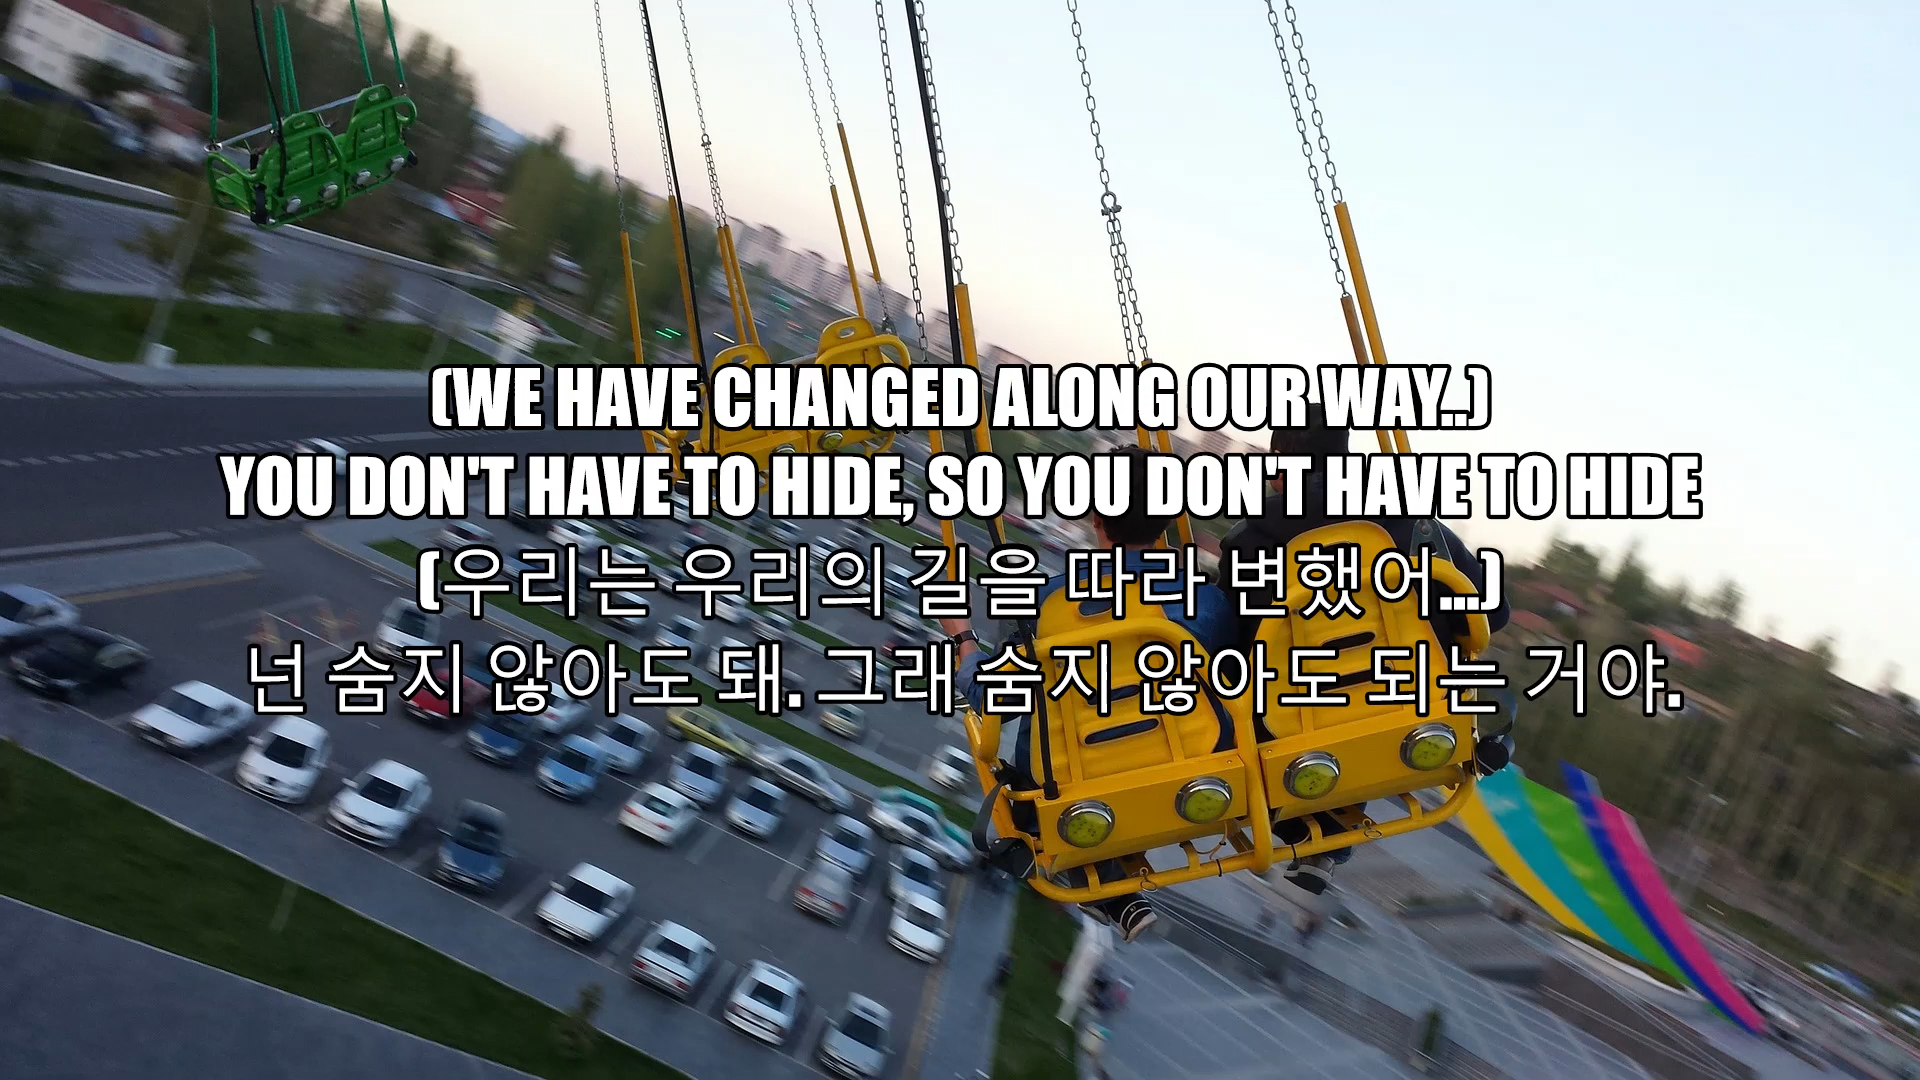 (WE HAVE CHANGED ALONG OUR WAY..)
YOU DON'T HAVE TO HIDE, SO YOU DON'T HAVE TO HIDE
(우리는 우리의 길을 따라 변했어...)
넌 숨지 않아도 돼. 그래 숨지 않아도 되는 거야.